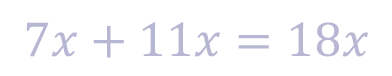 7x + 11x = 18x